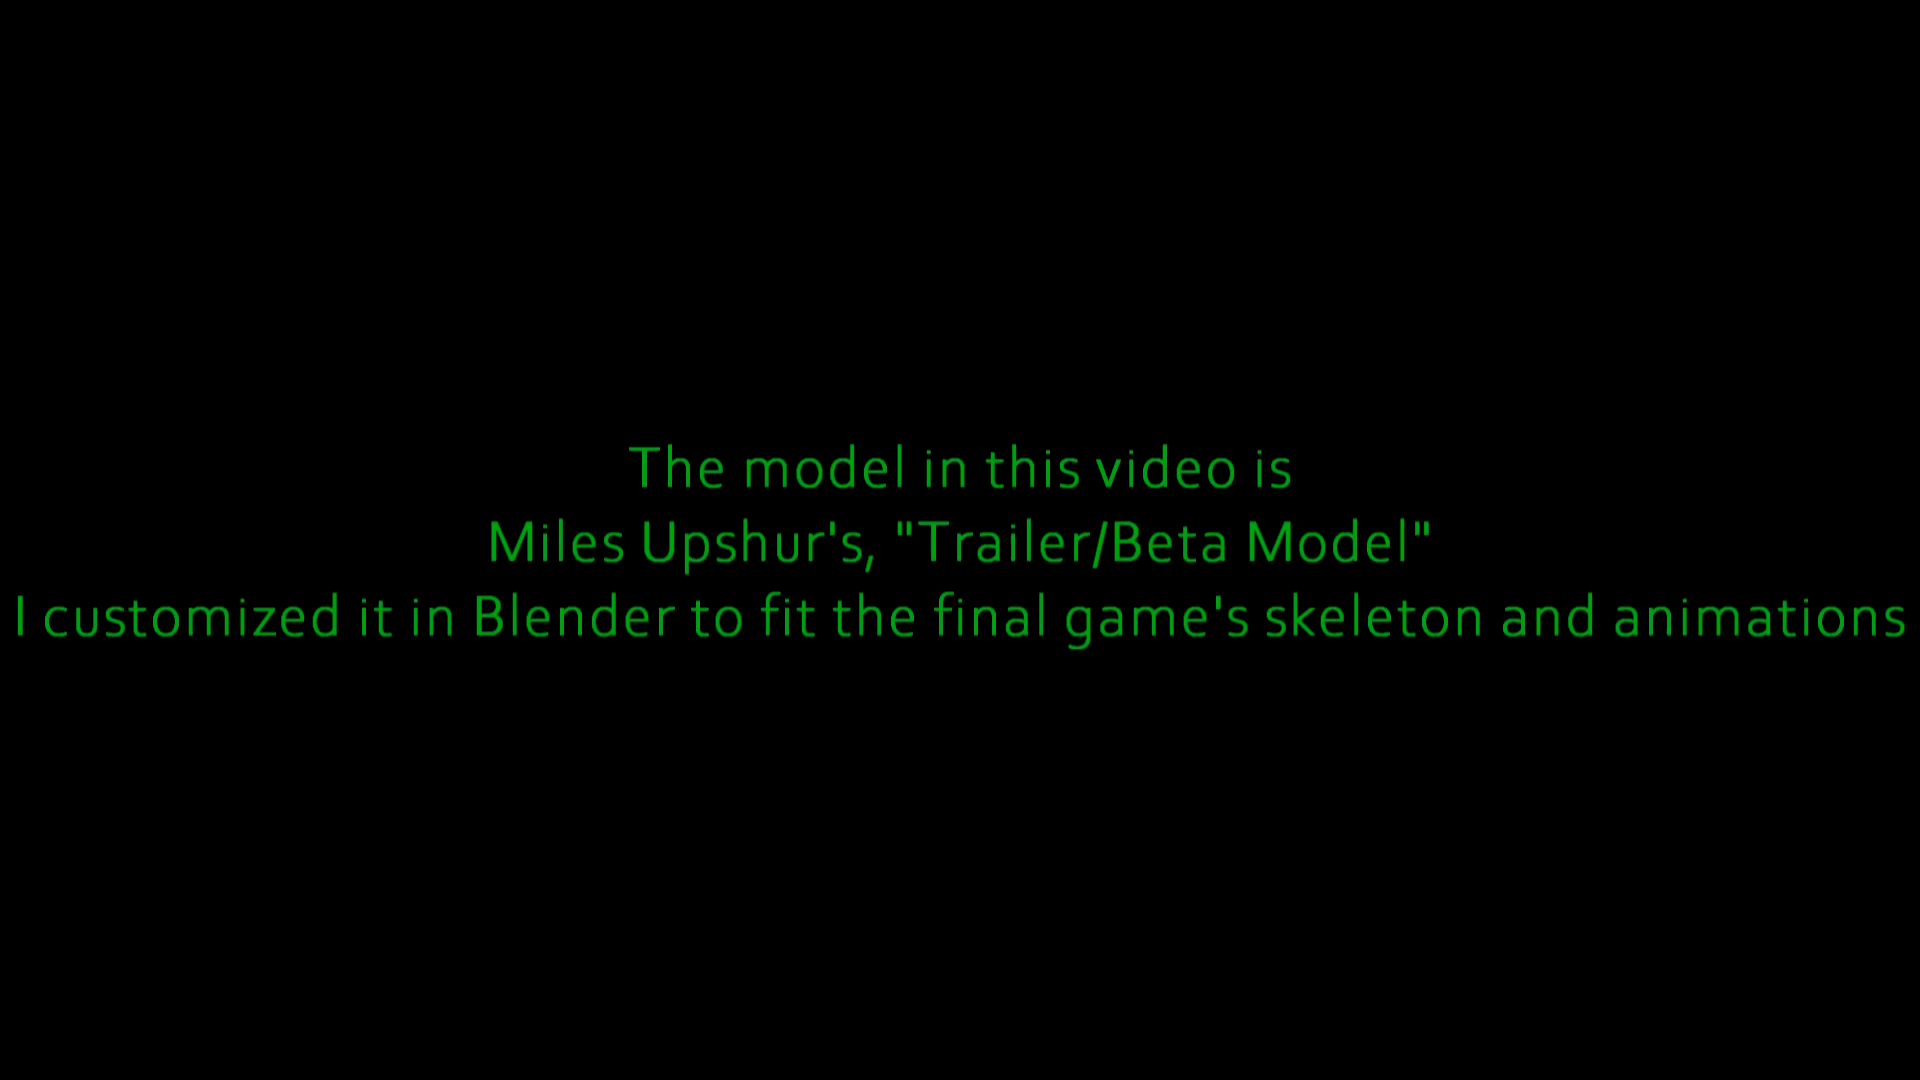 The model in this video is
Miles Upshur's, "Trailer/Beta Model"
I customized it in Blender to fit the final game's skeleton and animations